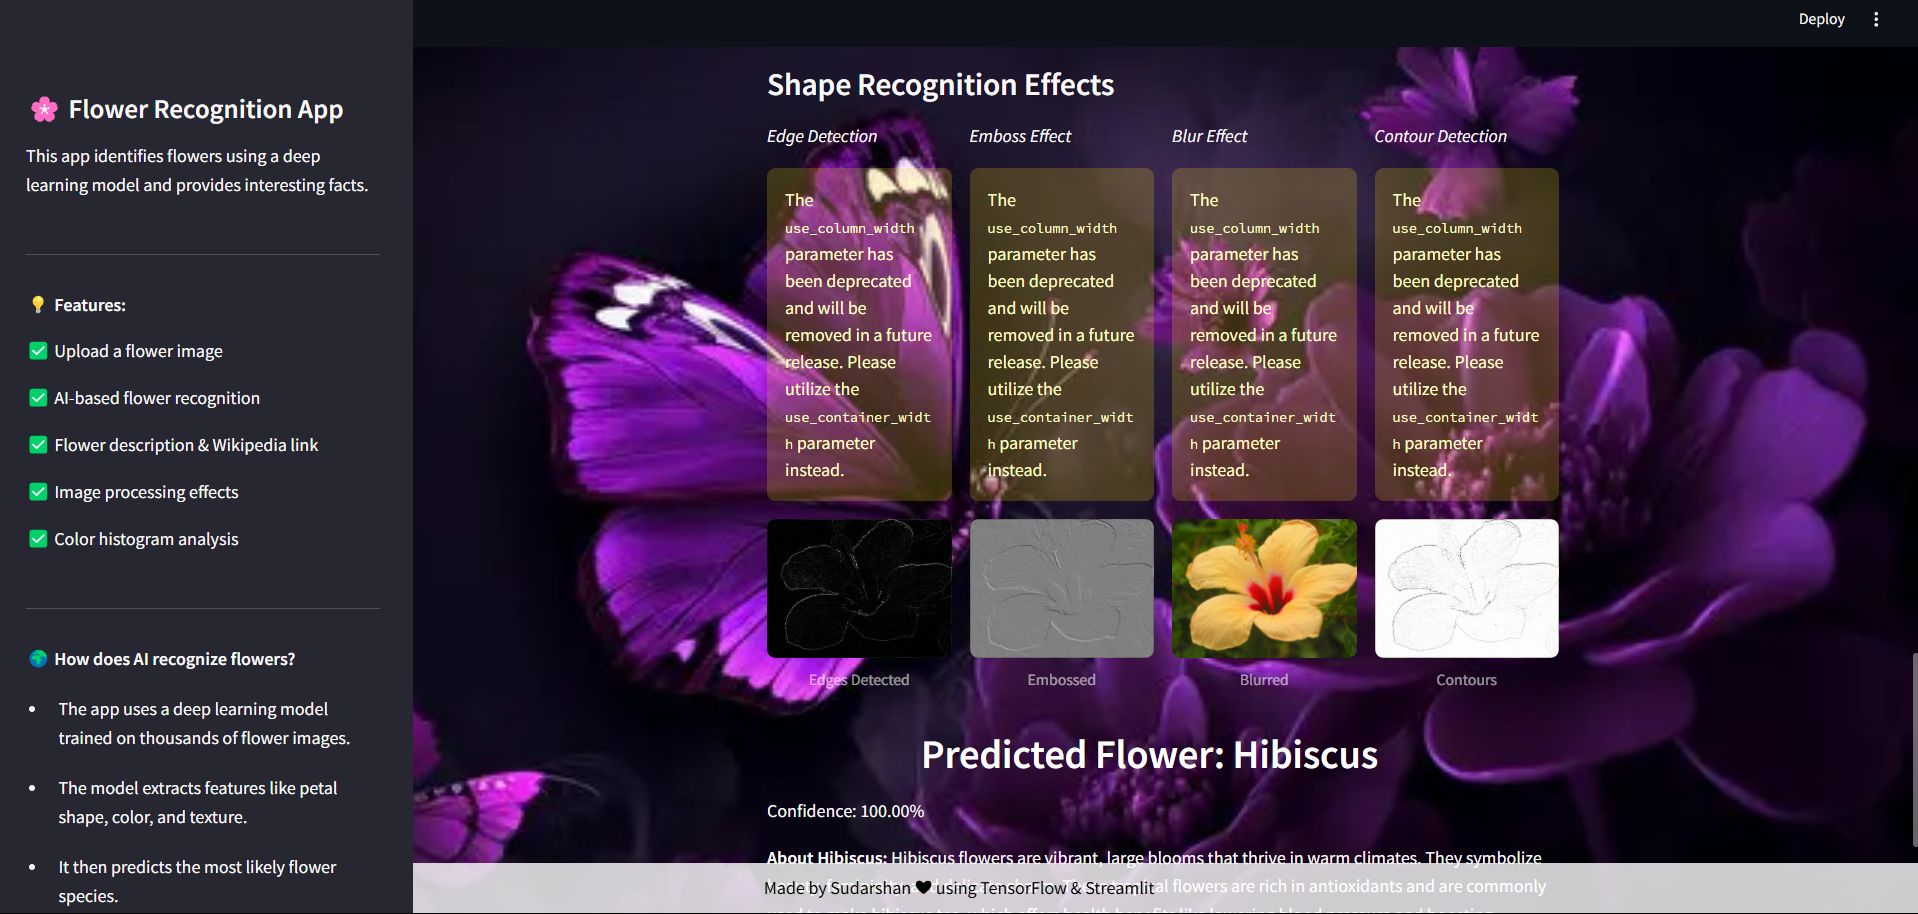 Deploy
Flower Recognition App
This app identifies flowers using a deep
learning model and provides interesting facts.
Features:
Upload a flower image
AI-based flower recognition
Flower description & Wikipedia link
Image processing effects
Color histogram analysis
How does AI recognize flowers?
The app uses a deep learning model
trained on thousands of flower images.
The model extracts features like petal
shape, color, and texture.
It then predicts the most likely flower
species.
Shape Recognition Effects
Edge Detection
The
use_column_width
parameter has
been deprecated
and will be
removed in a future
release. Please
utilize the
use_container_widt
h parameter
instead.
Edges Detected
Emboss Effect
The
use_column_width
parameter has
been deprecated
and will be
removed in a future
release. Please
utilize the
use_container_widt
h parameter
instead.
Embossed
Blur Effect
The
use_column_width
parameter has
been deprecated
and will be
removed in a future
release. Please
utilize the
use_container_widt
h parameter
instead.
Blurred
Contour Detection
The
use_column_width
parameter has
been deprecated
and will be
removed in a future
release. Please
utilize the
use_container_widt
h parameter
instead.
Contours
Predicted Flower: Hibiscus
Confidence: 100.00%
About Hibiscus: Hibiscus flowers are vibrant, large blooms that thrive in warm climates. They symbolize
flowers are rich in antioxidants and are commonly
Made by Sudarshan 🖤 using TensorFlow & Streamlit